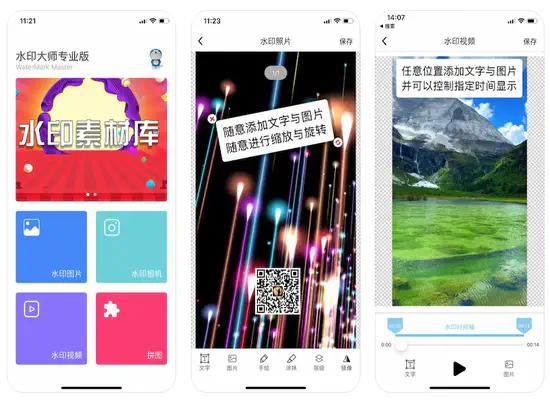 11:21
水印大师专业版
WaterMark Master
水印素材库
水印图片
水印相机
水印视频
拼图
11:23
水印照片
保存
1/1
随意添加文字与图片
随意进行缩放与旋转
文字
图片
手绘
涂抹
层级
镜像
14:07
搜索
水印视频
保存
任意位置添加文字与图片
并可以控制指定时间显示
00:00
水印时间轴
00:14
0:00
00:14
文字
图片